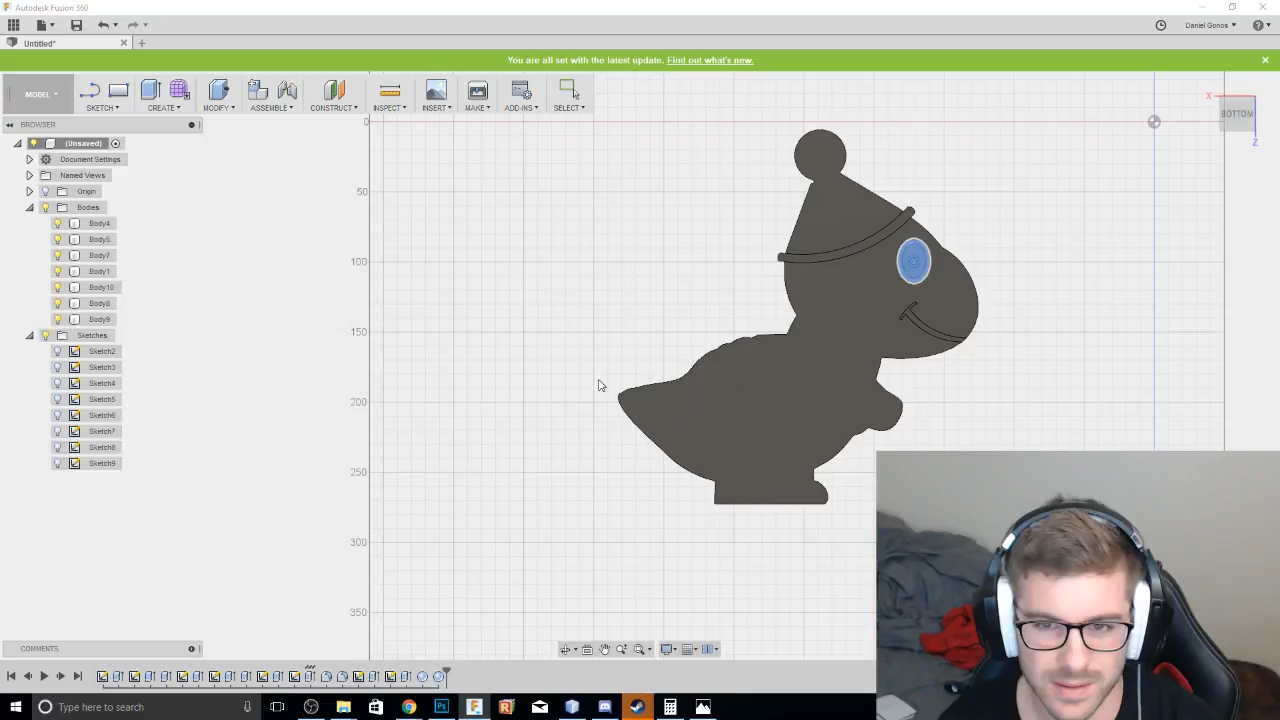 Autodesk Fusion 360
Daniel Gonos
Untitled*
You are all set with the latest update. Find out what's new.
MODEL
SKETCH
CREATE
MODIFY
ASSEMBLE
CONSTRUCT
INSPECT
INSERT
MAKE
ADD-INS
SELECT
BROWSER
(Unsaved)
Document Settings
Named Views
Origin
Bodies
Body4
Body5
Body7
Body1
Body10
Body8
Body9
Sketches
Sketch2
Sketch3
Sketch4
Sketch5
Sketch6
Sketch7
Sketch8
Sketch9
0
50
100
150
200
250
300
350
X
BOTTOM
Z
COMMENTS
Type here to search